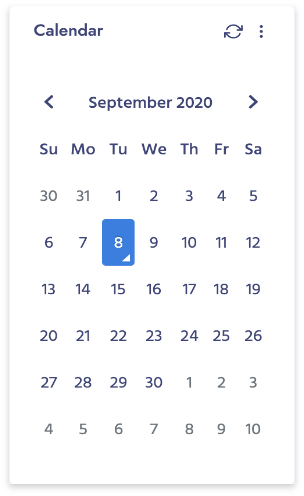 Calendar
September 2020
Su Mo Tu We Th Fr Sa
30 31 1 2 3 4 5
6 7 8 9 10 11 12
13 14 15 16 17 18 19
20 21 22 23 24 25 26
27 28 29 30 1 2 3
4 5 6 7 8 9 10